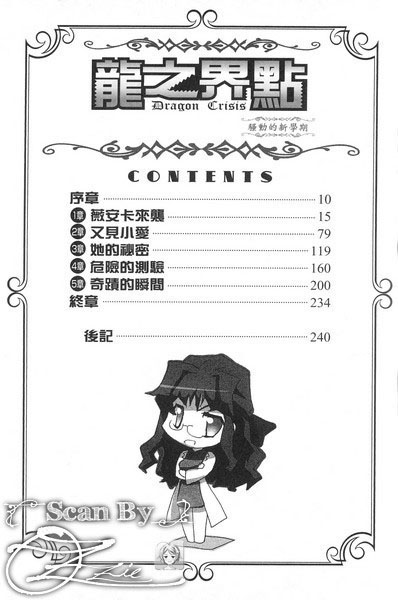 龍之界點
Dragon Crisis
騷動的新學期
CONTENTS
序章 10
1章 薇安卡來襲 15
2章 又見小愛 79
3章 她的祕密 119
4章 危險的測驗 160
5章 奇蹟的瞬間 200
終章 234
後記 240
Scan By